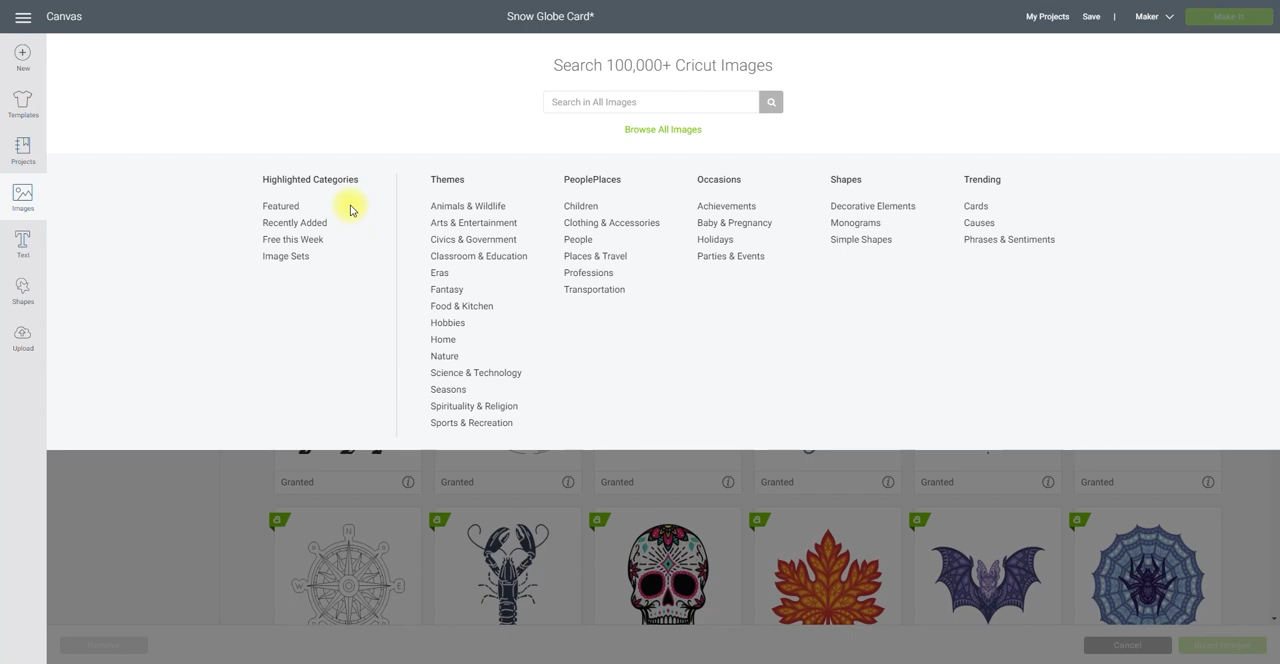 Canvas
Snow Globe Card*
My Projects Save | Maker Make It
New
Templates
Projects
Images
Text
Shapes
Upload
Search 100,000+ Cricut Images
Search in All Images
Browse All Images
Highlighted Categories
Featured
Recently Added
Free this Week
Image Sets
Themes
Animals & Wildlife
Arts & Entertainment
Civics & Government
Classroom & Education
Eras
Fantasy
Food & Kitchen
Hobbies
Home
Nature
Science & Technology
Seasons
Spirituality & Religion
Sports & Recreation
PeoplePlaces
Children
Clothing & Accessories
People
Places & Travel
Professions
Transportation
Occasions
Achievements
Baby & Pregnancy
Holidays
Parties & Events
Shapes
Decorative Elements
Monograms
Simple Shapes
Trending
Cards
Causes
Phrases & Sentiments
Granted Granted Granted Granted Granted Granted
a a a a a a
N
W E
Cancel Insert Images